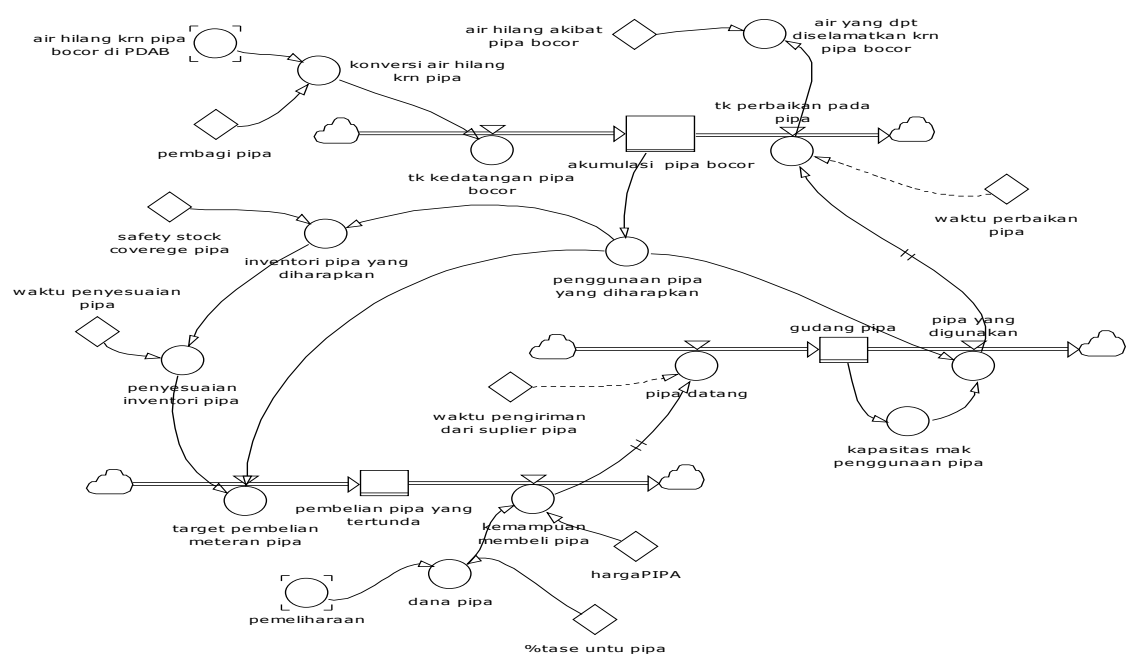 air hilang krn pipa
bocor di PDAB
konversi air hilang
krn pipa
pembagi pipa
air hilang akibat
pipa bocor
air yang dpt
diselamatkan krn
pipa bocor
tk perbaikan pada
pipa
akumulasi pipa bocor
tk kedatangan pipa
bocor
waktu perbaikan
pipa
safety stock
coverege pipa
inventori pipa yang
diharapkan
penggunaan pipa
yang diharapkan
waktu penyesuaian
pipa
penyesuaian
inventori pipa
gudang pipa
pipa yang
digunakan
pipa datang
waktu pengiriman
dari suplier pipa
kapasitas mak
penggunaan pipa
target pembelian
meteran pipa
pembelian pipa yang
tertunda
kemampuan
membeli pipa
hargaPIPA
dana pipa
pemeliharaan
%tase untu pipa